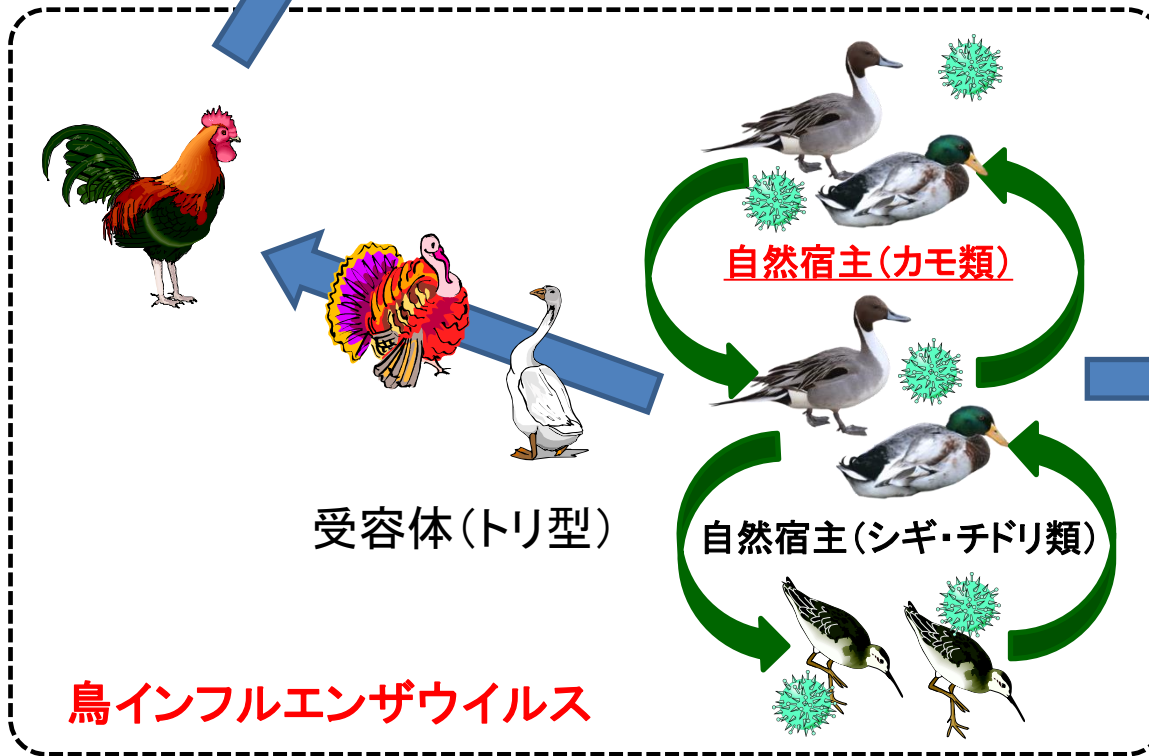 自然宿主（カモ類）
受容体（トリ型）
自然宿主（シギ・チドリ類）
鳥インフルエンザウイルス